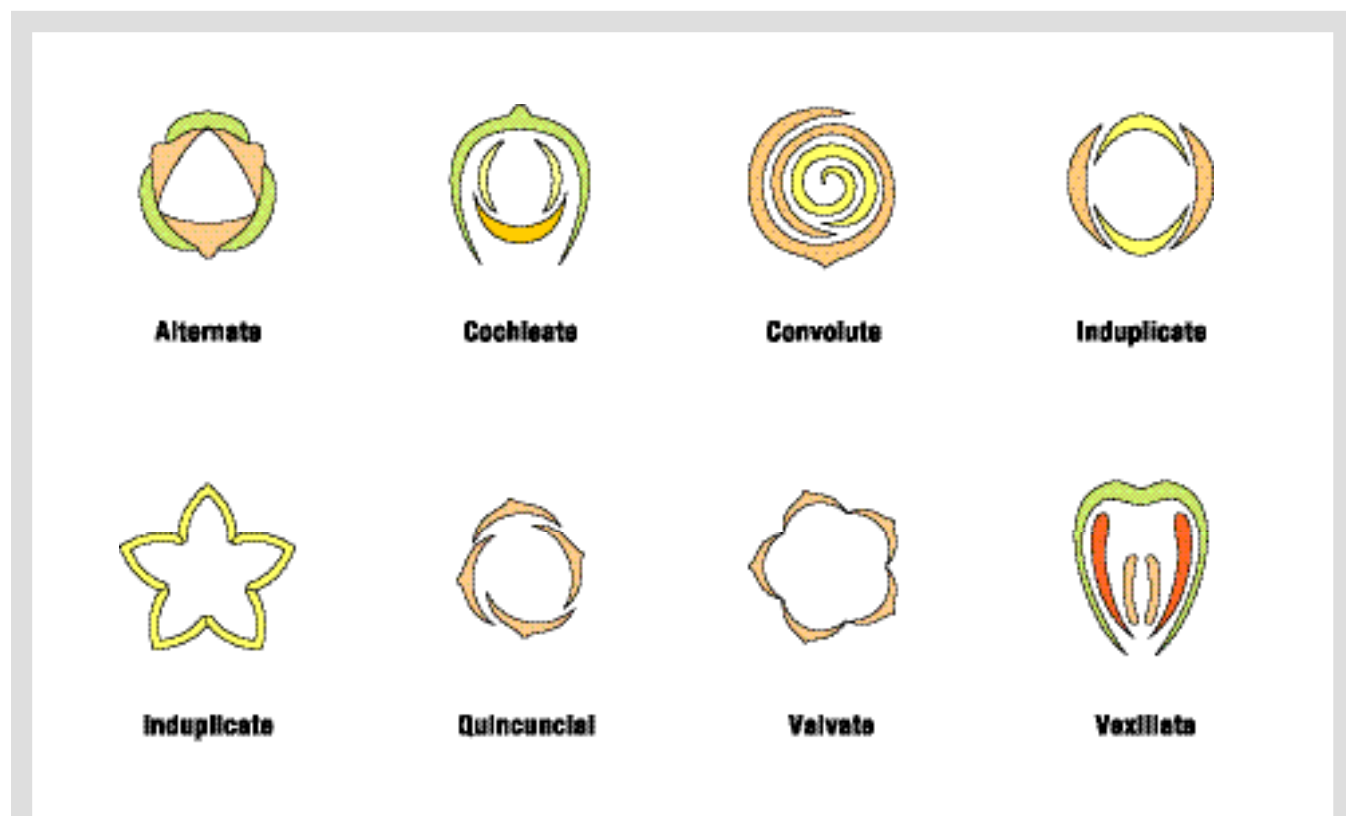 Alternate
Cochleate
Convolute
Induplicate
Induplicate
Quincuncial
Valvate
Vexillate